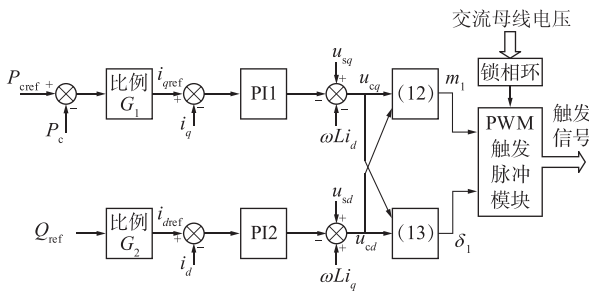 交流母线电压
锁相环
P_cref + − P_c
比例 G_1
i_qref + − i_q
PI1
u_sq + − − ωLi_d
u_cq
(12)
m_1
PWM 触发 脉冲 模块
触发 信号
Q_ref
比例 G_2
i_dref + − i_d
PI2
u_sd + − + ωLi_q
u_cd
(13)
δ_1